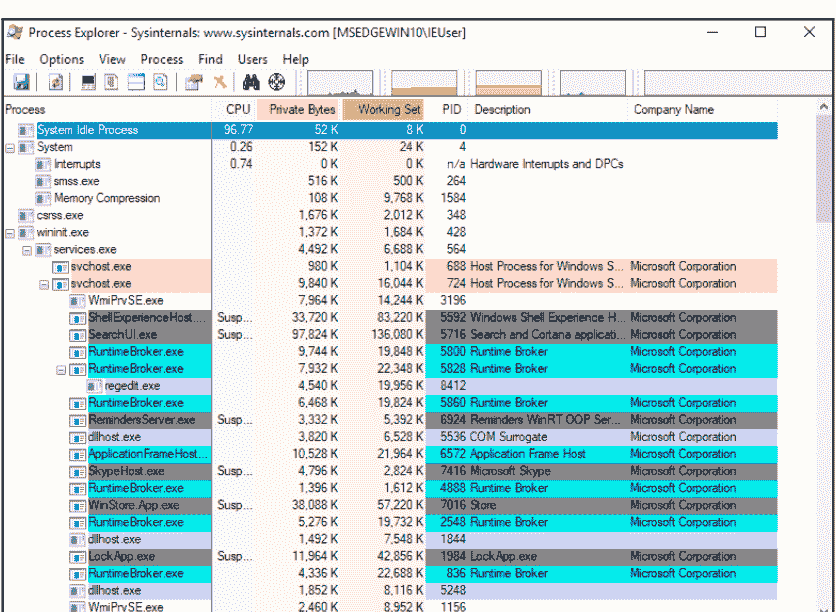 Process Explorer - Sysinternals: www.sysinternals.com [MSEDGEWIN10\IEUser]
File Options View Process Find Users Help
Process CPU Private Bytes Working Set PID Description Company Name
System Idle Process 96.77 52 K 8 K 0
System 0.26 152 K 24 K 4
Interrupts 0.74 0 K 0 K n/a Hardware Interrupts and DPCs
smss.exe 516 K 500 K 264
Memory Compression 108 K 9,768 K 1584
csrss.exe 1,676 K 2,012 K 348
wininit.exe 1,372 K 1,684 K 428
services.exe 4,492 K 6,688 K 564
svchost.exe 980 K 1,104 K 688 Host Process for Windows S... Microsoft Corporation
svchost.exe 9,840 K 16,044 K 724 Host Process for Windows S... Microsoft Corporation
WmiPrvSE.exe 7,964 K 14,244 K 3196
ShellExperienceHost.... Susp... 33,720 K 83,220 K 5592 Windows Shell Experience H... Microsoft Corporation
SearchUI.exe Susp... 97,824 K 136,080 K 5716 Search and Cortana applicati... Microsoft Corporation
RuntimeBroker.exe 9,744 K 19,848 K 5800 Runtime Broker Microsoft Corporation
RuntimeBroker.exe 7,932 K 22,348 K 5828 Runtime Broker Microsoft Corporation
regedit.exe 4,540 K 19,956 K 8412
RuntimeBroker.exe 6,468 K 19,824 K 5860 Runtime Broker Microsoft Corporation
RemindersServer.exe Susp... 3,332 K 5,392 K 6924 Reminders WinRT OOP Ser... Microsoft Corporation
dllhost.exe 3,820 K 6,528 K 5536 COM Surrogate Microsoft Corporation
ApplicationFrameHost... 10,528 K 21,964 K 6572 Application Frame Host Microsoft Corporation
SkypeHost.exe Susp... 4,796 K 2,824 K 7416 Microsoft Skype Microsoft Corporation
RuntimeBroker.exe 1,396 K 1,612 K 4888 Runtime Broker Microsoft Corporation
WinStore.App.exe Susp... 38,088 K 57,220 K 7016 Store Microsoft Corporation
RuntimeBroker.exe 5,276 K 19,732 K 2548 Runtime Broker Microsoft Corporation
dllhost.exe 1,492 K 7,548 K 1844
LockApp.exe Susp... 11,964 K 42,856 K 1984 LockApp.exe Microsoft Corporation
RuntimeBroker.exe 4,336 K 22,688 K 836 Runtime Broker Microsoft Corporation
dllhost.exe 1,852 K 8,116 K 5248
WmiPrvSE.exe 2,460 K 8,952 K 1156